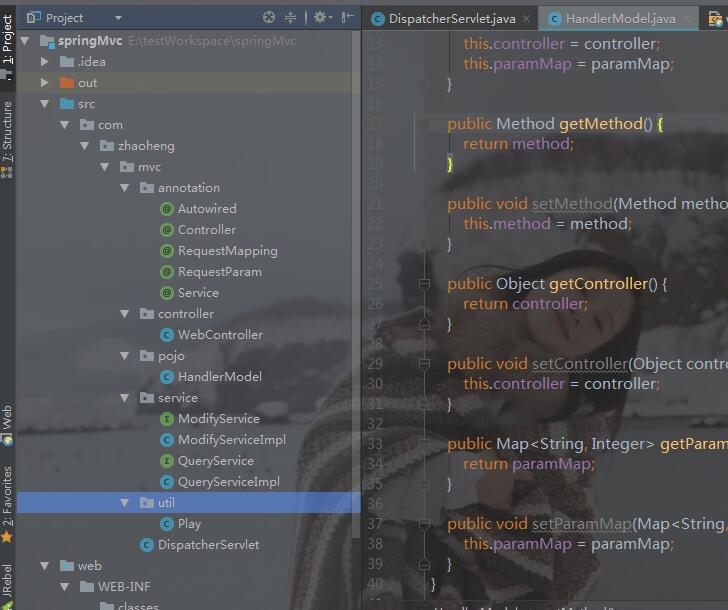 Project
springMvc E:\testWorkspace\springMvc
.idea
out
src
com
zhaoheng
mvc
annotation
Autowired
Controller
RequestMapping
RequestParam
Service
controller
WebController
pojo
HandlerModel
service
ModifyService
ModifyServiceImpl
QueryService
QueryServiceImpl
util
Play
DispatcherServlet
web
WEB-INF
classes
1: Project
7: Structure
Web
2: Favorites
JRebel
DispatcherServlet.java
HandlerModel.java
13 this.controller = controller;
14 this.paramMap = paramMap;
15 }
16
17 public Method getMethod() {
18 return method;
19 }
20
21 public void setMethod(Method metho
22 this.method = method;
23 }
24
25 public Object getController() {
26 return controller;
27 }
28
29 public void setController(Object contro
30 this.controller = controller;
31 }
32
33 public Map<String, Integer> getParam
34 return paramMap;
35 }
36
37 public void setParamMap(Map<String,
38 this.paramMap = paramMap;
39 }
40 }